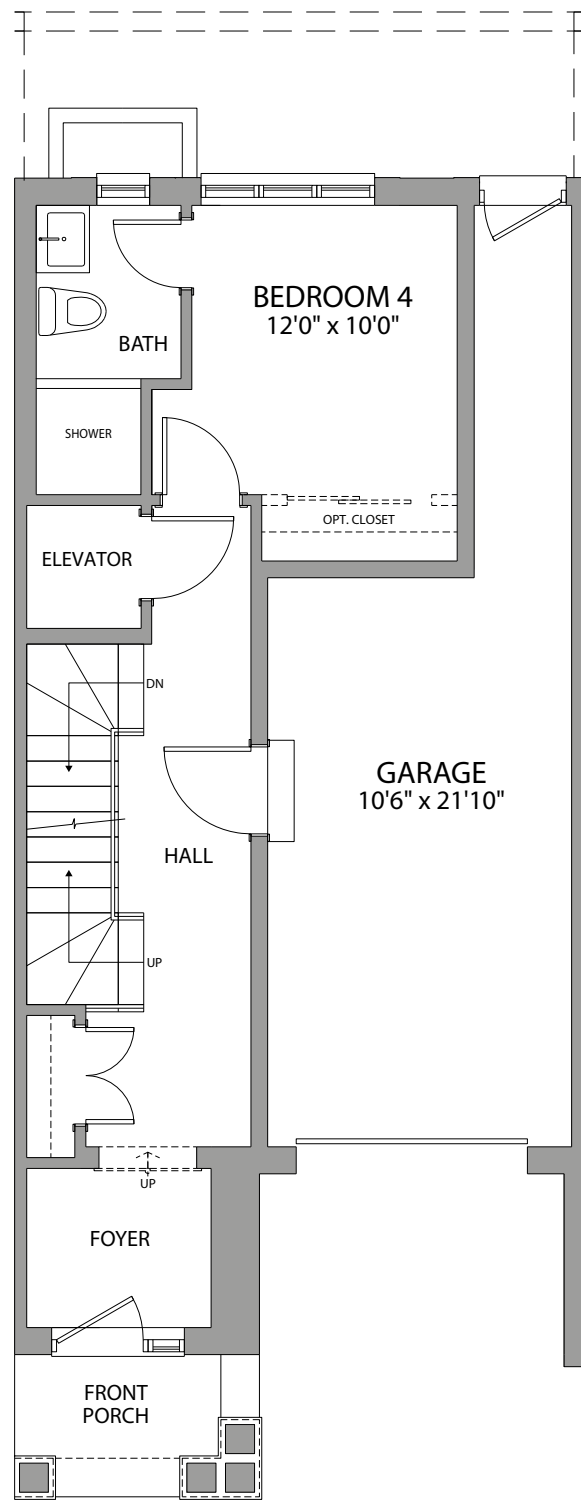 BEDROOM 4
12'0" x 10'0"
BATH
SHOWER
OPT. CLOSET
ELEVATOR
DN
GARAGE
10'6" x 21'10"
HALL
UP
UP
FOYER
FRONT
PORCH